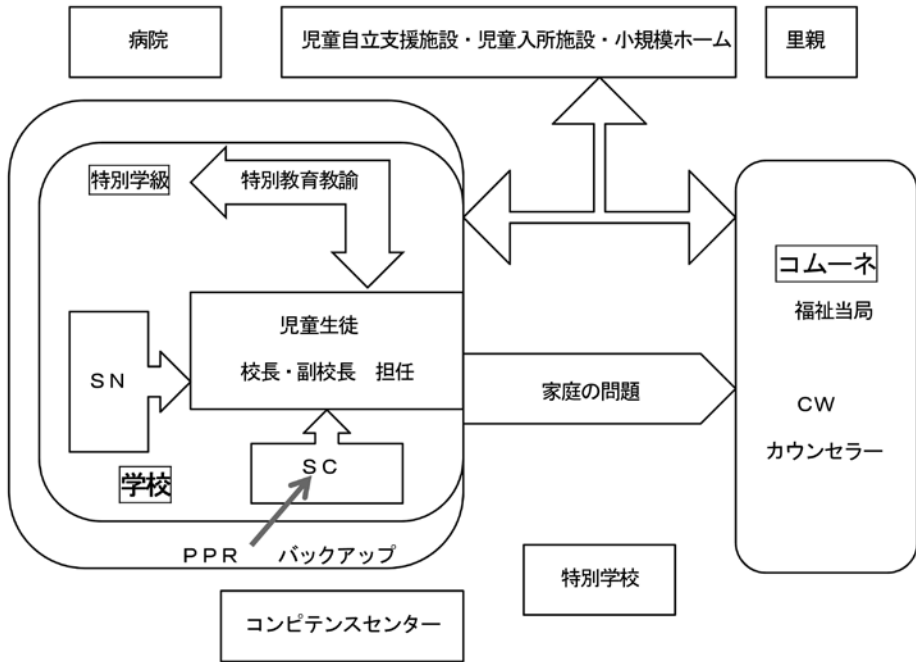 病院
児童自立支援施設・児童入所施設・小規模ホーム
里親
特別学級
特別教育教諭
コムーネ
福祉当局
児童生徒
校長・副校長　担任
ＳＮ
家庭の問題
ＣＷ
カウンセラー
ＳＣ
学校
ＰＰＲ　バックアップ
特別学校
コンピテンスセンター